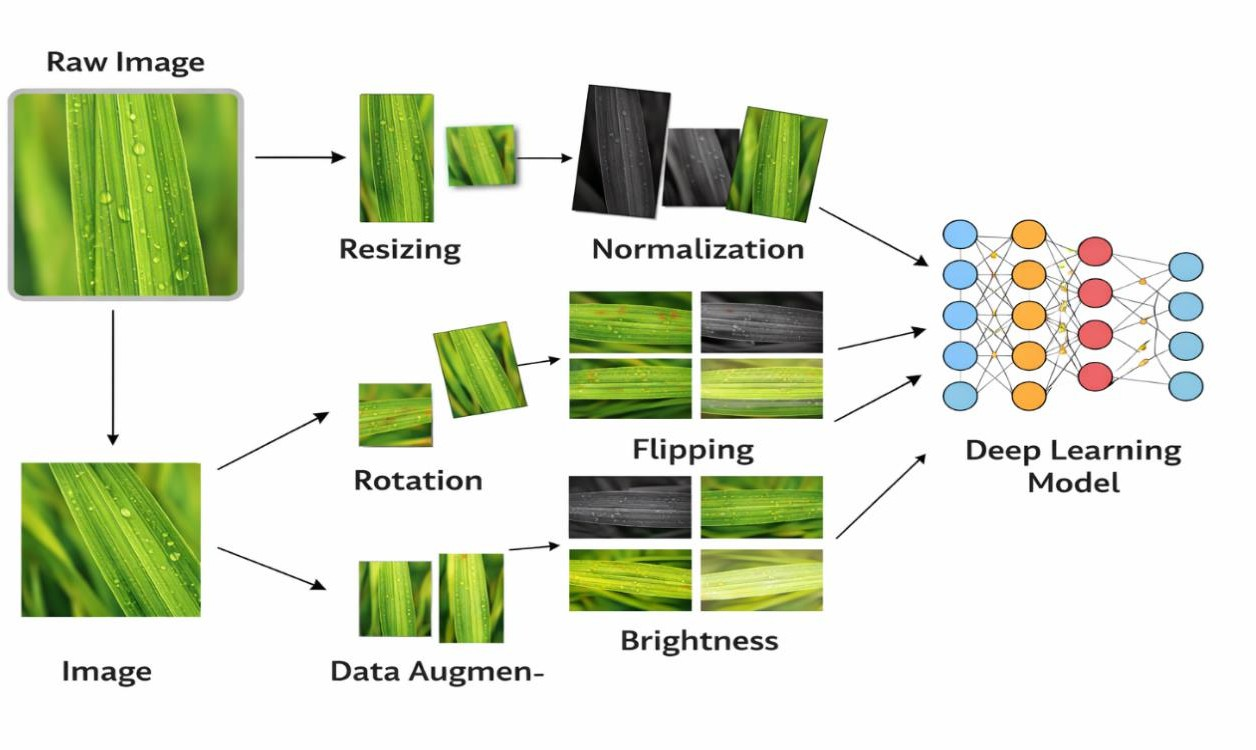 Raw Image
Resizing
Normalization
Rotation
Flipping
Deep Learning
Model
Image
Data Augmen-
Brightness